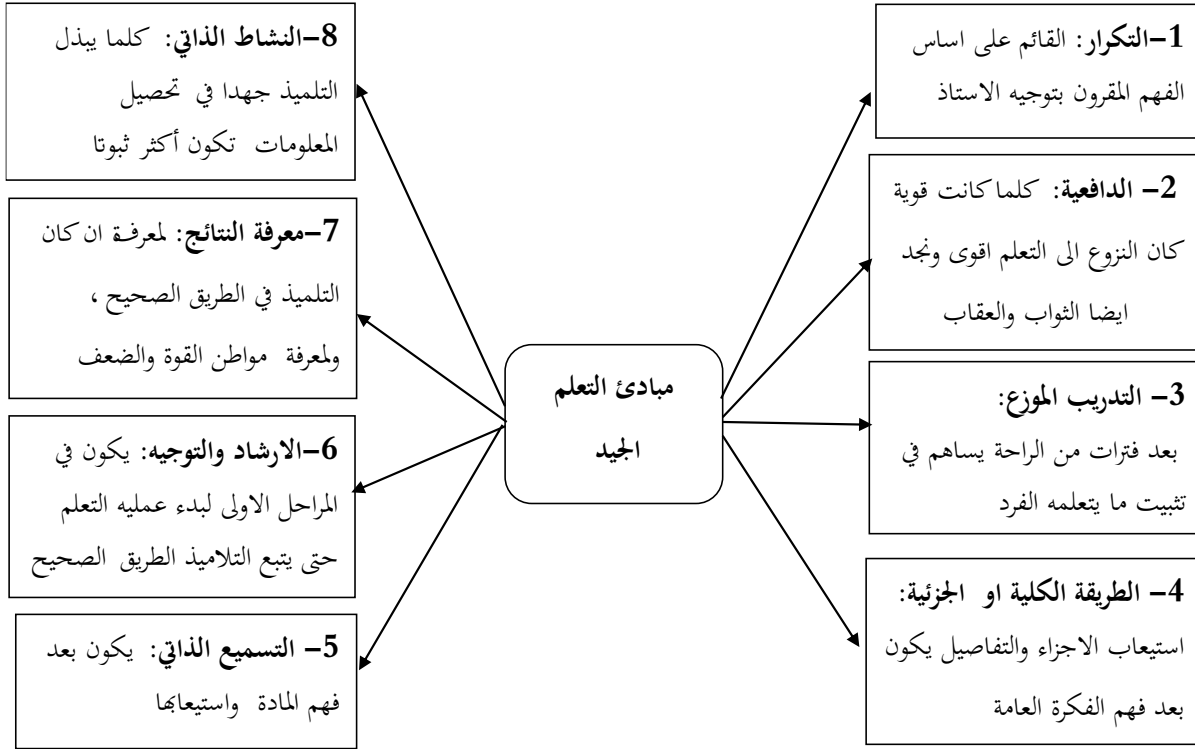 1–التكرار: القائم على اساس
الفهم المقرون بتوجيه الاستاذ
2– الدافعية: كلما كانت قوية
كان النزوع الى التعلم اقوى ونجد
ايضا الثواب والعقاب
3– التدريب الموزع:
بعد فترات من الراحة يساهم في
تثبيت ما يتعلمه الفرد
4– الطريقة الكلية او الجزئية:
استيعاب الاجزاء والتفاصيل يكون
بعد فهم الفكرة العامة
مبادئ التعلم
الجيد
8–النشاط الذاتي: كلما يبذل
التلميذ جهدا في تحصيل
المعلومات تكون أكثر ثبوتا
7–معرفة النتائج: لمعرفة ان كان
التلميذ في الطريق الصحيح ،
ولمعرفة مواطن القوة والضعف
6–الارشاد والتوجيه: يكون في
المراحل الاولى لبدء عمليه التعلم
حتى يتبع التلاميذ الطريق الصحيح
5– التسميع الذاتي: يكون بعد
فهم المادة واستيعابها